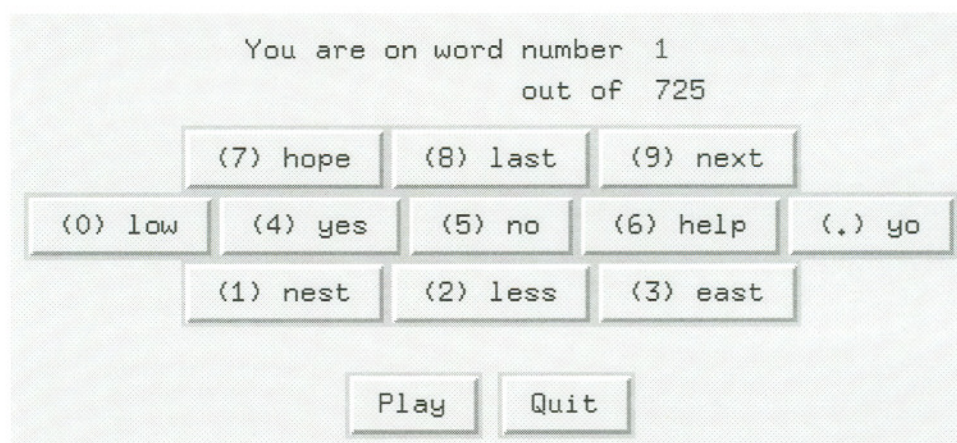 You are on word number 1
out of 725
(7) hope (8) last (9) next
(0) low (4) yes (5) no (6) help (.) yo
(1) nest (2) less (3) east
Play Quit